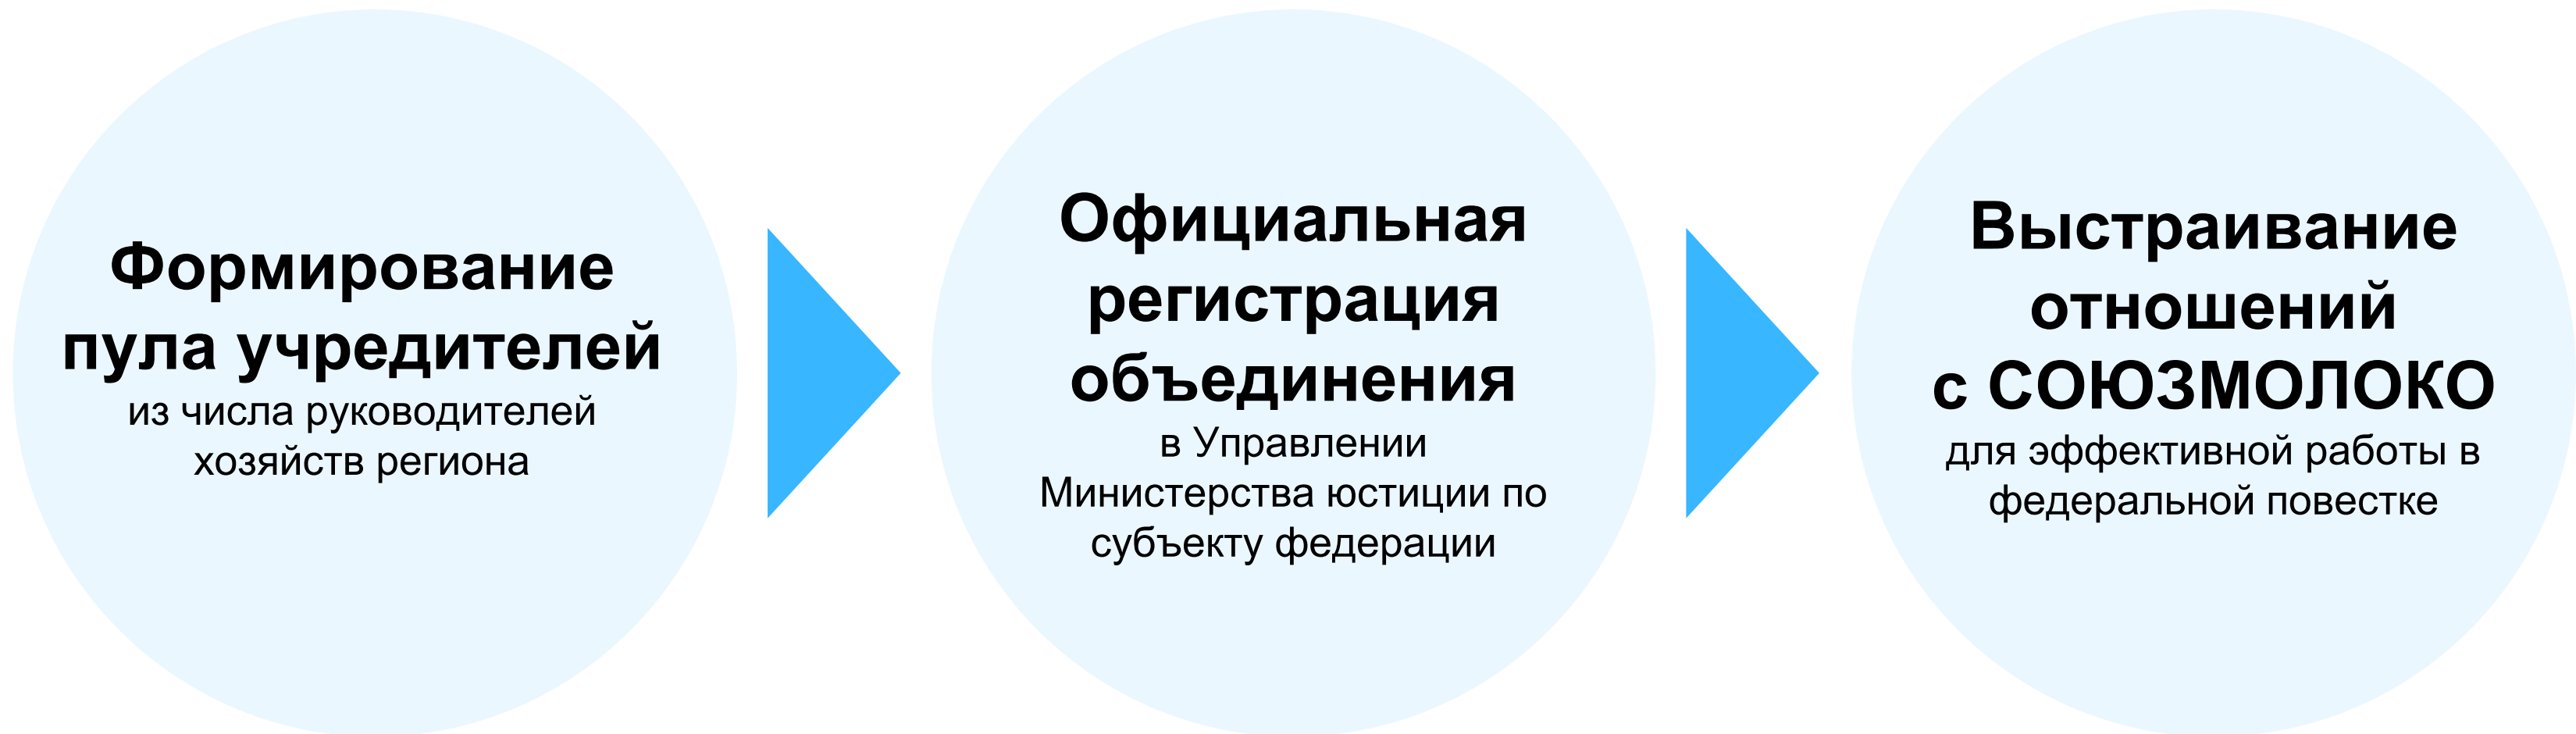 Формирование
пула учредителей
из числа руководителей
хозяйств региона
Официальная
регистрация
объединения
в Управлении
Министерства юстиции по
субъекту федерации
Выстраивание
отношений
с СОЮЗМОЛОКО
для эффективной работы в
федеральной повестке